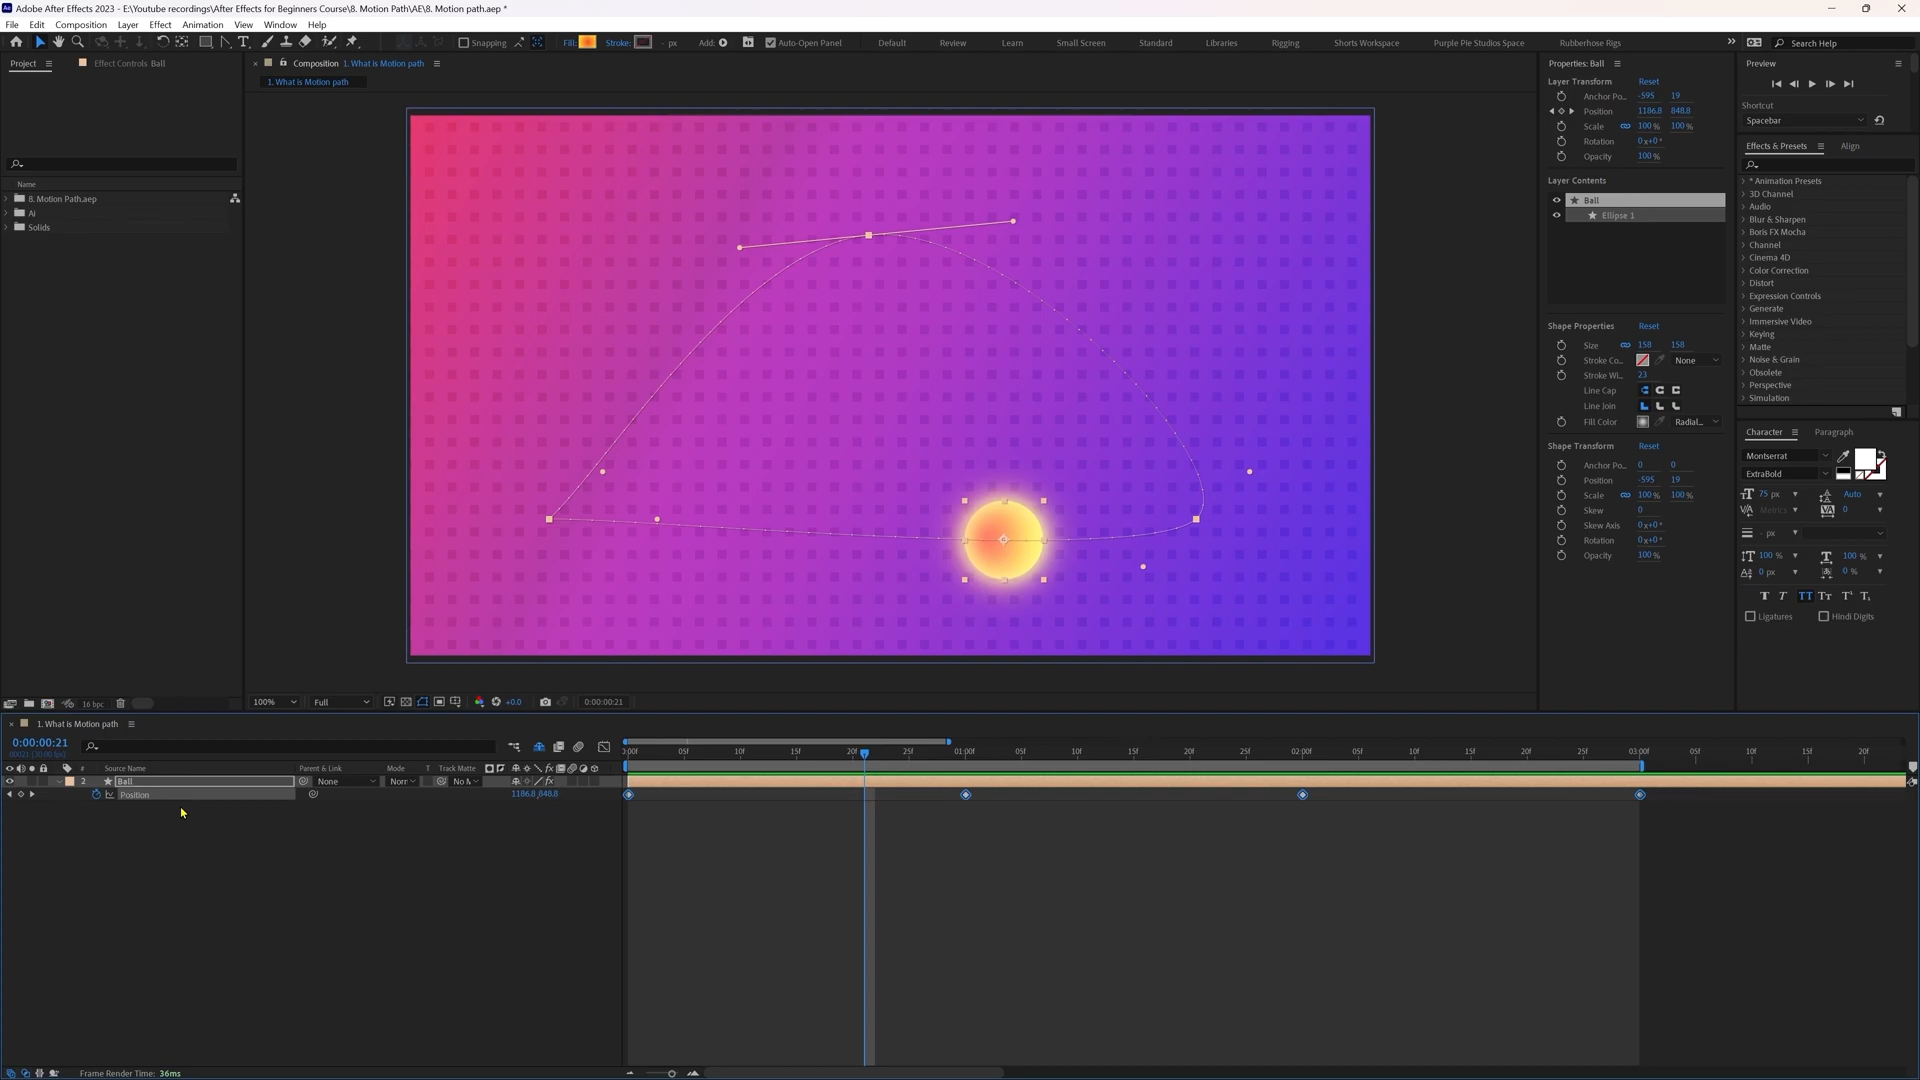 Adobe After Effects 2023 - E:\Youtube recordings\After Effects for Beginners Course\8. Motion Path\AE\8. Motion path.aep *
File Edit Composition Layer Effect Animation View Window Help
Snapping Fill: Stroke: - px Add: Auto-Open Panel Default Review Learn Small Screen Standard Libraries Rigging Shorts Workspace Purple Pie Studios Space Rubberhose Rigs Search Help
Project Effect Controls Ball
Composition 1. What is Motion path
1. What is Motion path
Name
8. Motion Path.aep
Ai
Solids
16 bpc
100% Full +0.0 0:00:00:21
Properties: Ball
Layer Transform Reset
Anchor Po... -595 19
Position 1186.8 848.8
Scale 100 % 100 %
Rotation 0x+0°
Opacity 100 %
Layer Contents
Ball
Ellipse 1
Shape Properties Reset
Size 158 158
Stroke Co... None
Stroke Wi... 23
Line Cap
Line Join
Fill Color Radial...
Shape Transform Reset
Anchor Po... 0 0
Position -595 19
Scale 100 % 100 %
Skew 0
Skew Axis 0x+0°
Rotation 0x+0°
Opacity 100 %
Preview
Shortcut
Spacebar
Effects & Presets Align
* Animation Presets
3D Channel
Audio
Blur & Sharpen
Boris FX Mocha
Channel
Cinema 4D
Color Correction
Distort
Expression Controls
Generate
Immersive Video
Keying
Matte
Noise & Grain
Obsolete
Perspective
Simulation
Character Paragraph
Montserrat
ExtraBold
75 px Auto
Metrics 0
- px
100 % 100 %
0 px 0 %
Ligatures Hindi Digits
1. What is Motion path
0:00:00:21
# Source Name Parent & Link Mode T Track Matte
2 Ball None Norr No M
Position 1186.8,848.8
05f 10f 15f 20f 25f 01:00f 05f 10f 15f 20f 25f 02:00f 05f 10f 15f 20f 25f 03:00f 05f 10f 15f 20f
Frame Render Time: 36ms